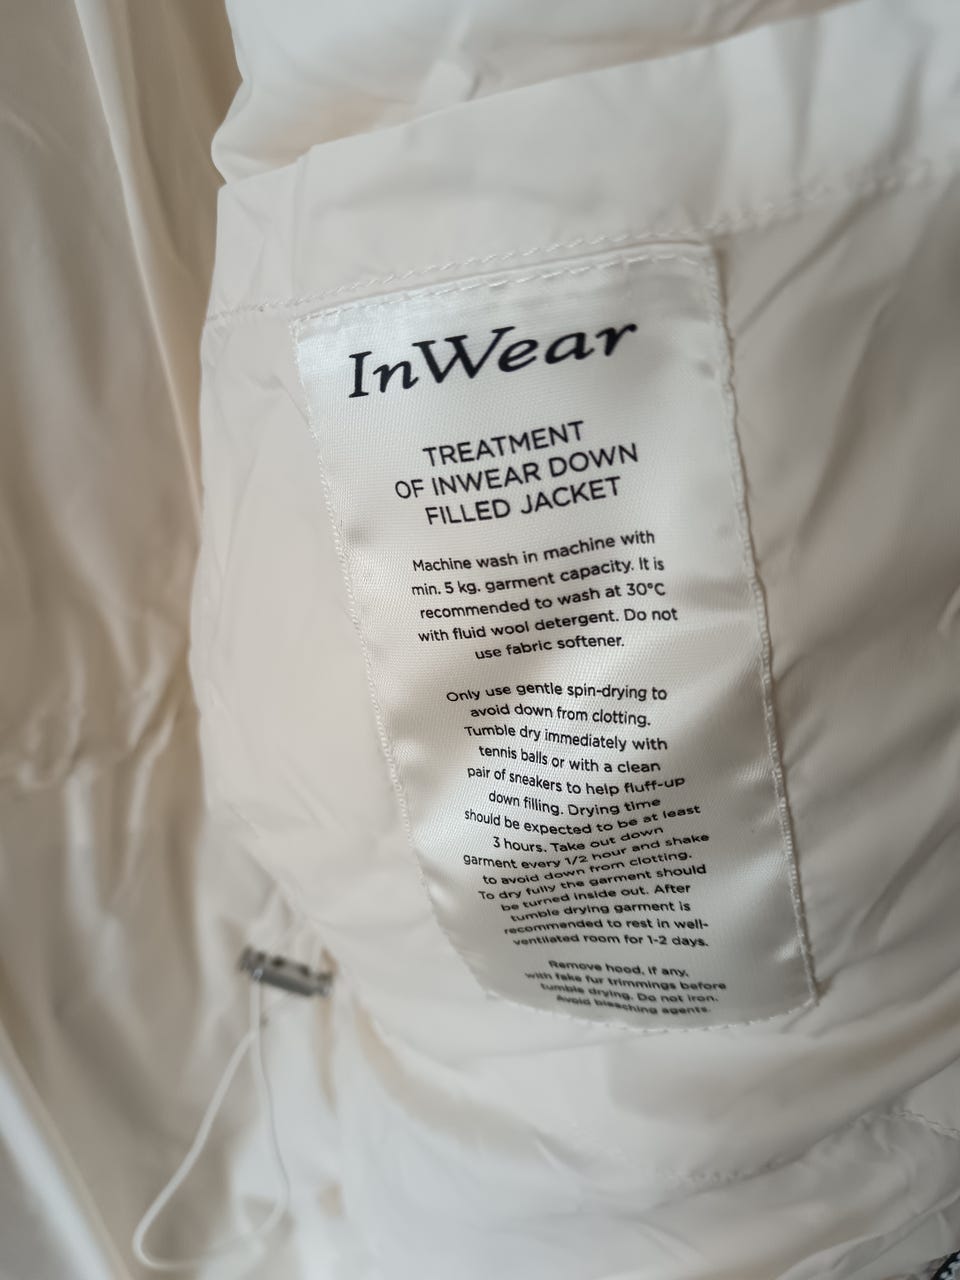 InWear
TREATMENT
OF INWEAR DOWN
FILLED JACKET
Machine wash in machine with
min. 5 kg. garment capacity. It is
recommended to wash at 30°C
with fluid wool detergent. Do not
use fabric softener.
Only use gentle spin-drying to
avoid down from clotting.
Tumble dry immediately with
tennis balls or with a clean
pair of sneakers to help fluff-up
down filling. Drying time
should be expected to be at least
3 hours. Take out down
garment every 1/2 hour and shake
to avoid down from clotting.
To dry fully the garment should
be turned inside out. After
tumble drying garment is
recommended to rest in well-
ventilated room for 1-2 days.
Remove hood, if any,
with fake fur trimmings before
tumble drying. Do not iron.
Avoid bleaching agents.